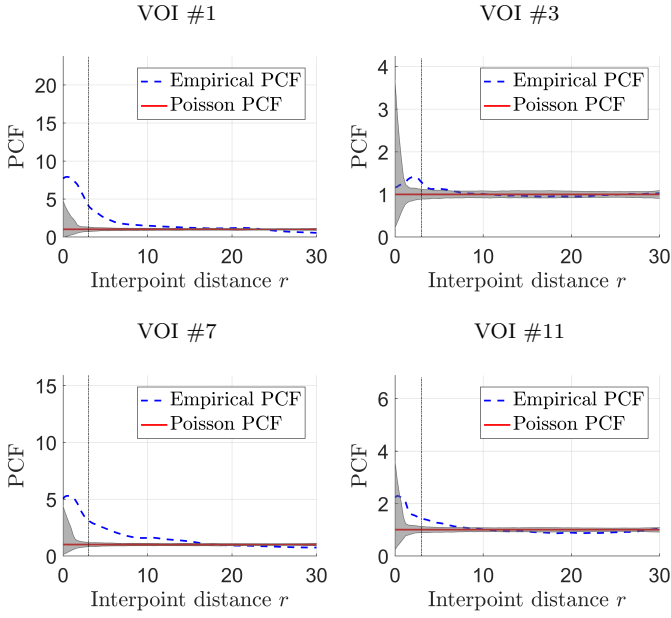 VOI #1
VOI #3
20
15
10
5
0
PCF
Empirical PCF
Poisson PCF
0 10 20 30
Interpoint distance r
4
3
2
1
0
PCF
Empirical PCF
Poisson PCF
0 10 20 30
Interpoint distance r
VOI #7
VOI #11
15
10
5
0
PCF
Empirical PCF
Poisson PCF
0 10 20 30
Interpoint distance r
6
4
2
0
PCF
Empirical PCF
Poisson PCF
0 10 20 30
Interpoint distance r